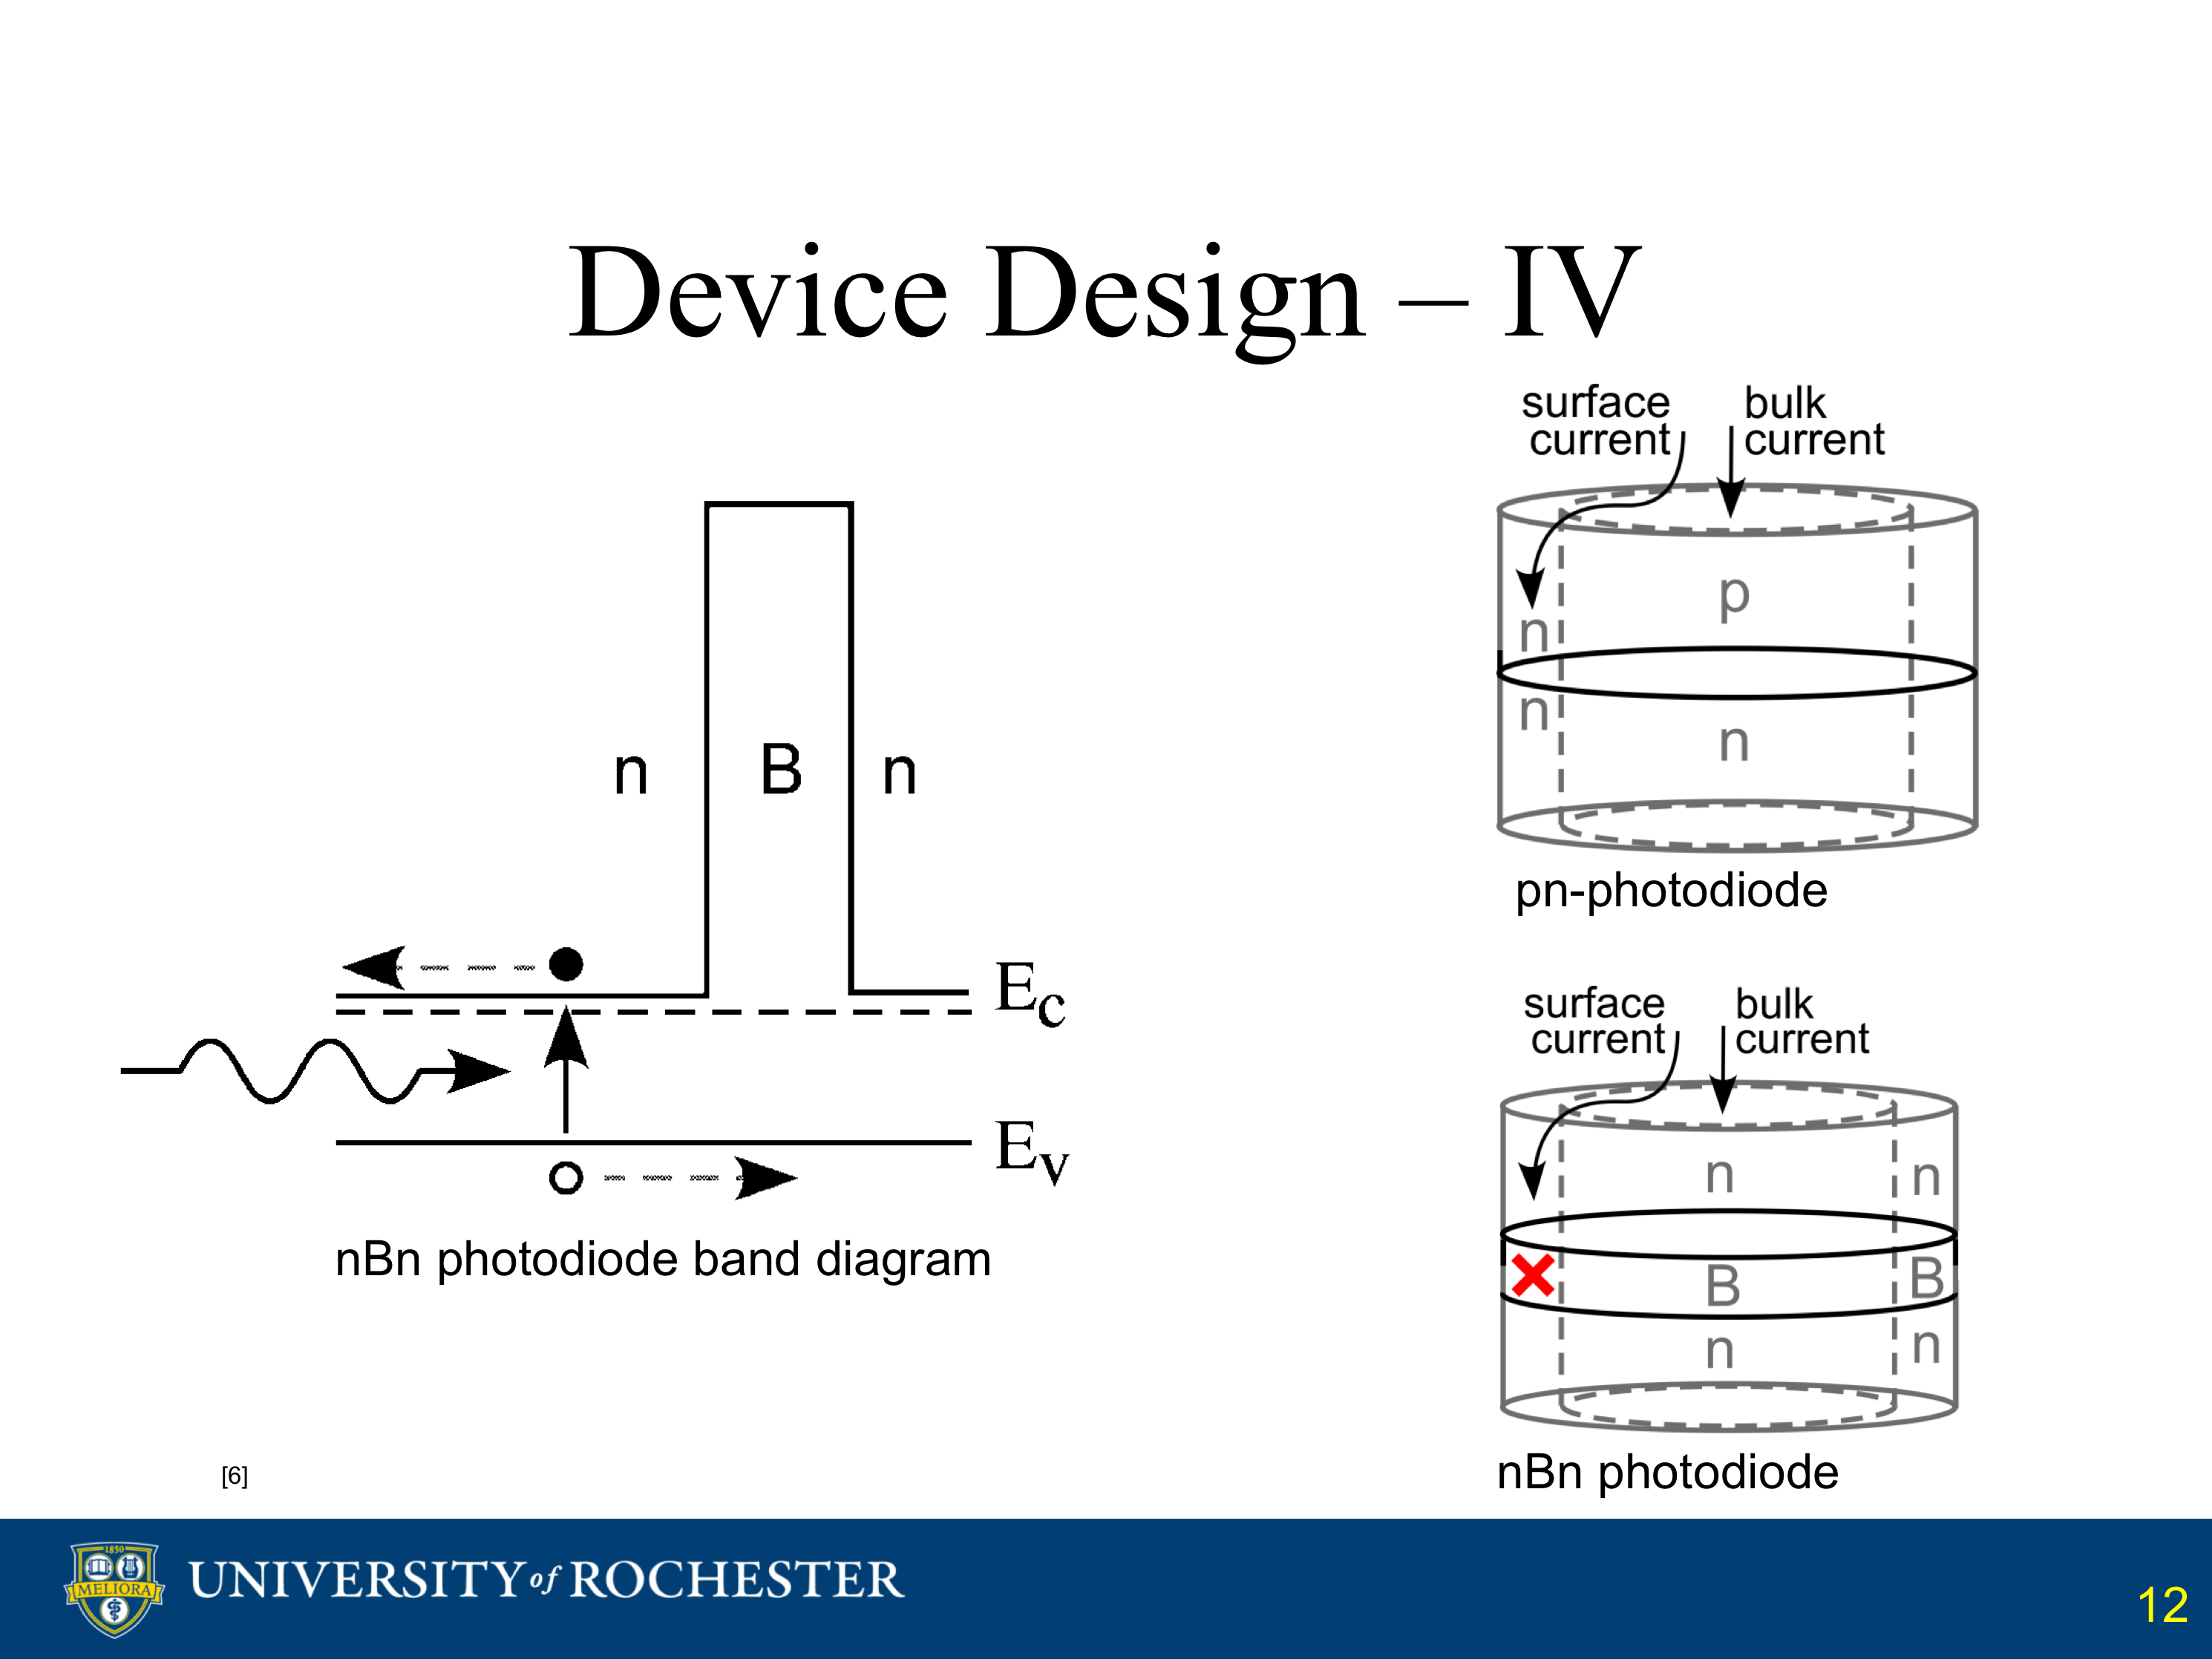 Device Design – IV
n
B
n
E_C
E_V
nBn photodiode band diagram
surface
current
bulk
current
p
n
n
n
pn-photodiode
surface
current
bulk
current
n
n
B
B
n
n
nBn photodiode
[6]
1850
MELIORA
UNIVERSITY of ROCHESTER
12